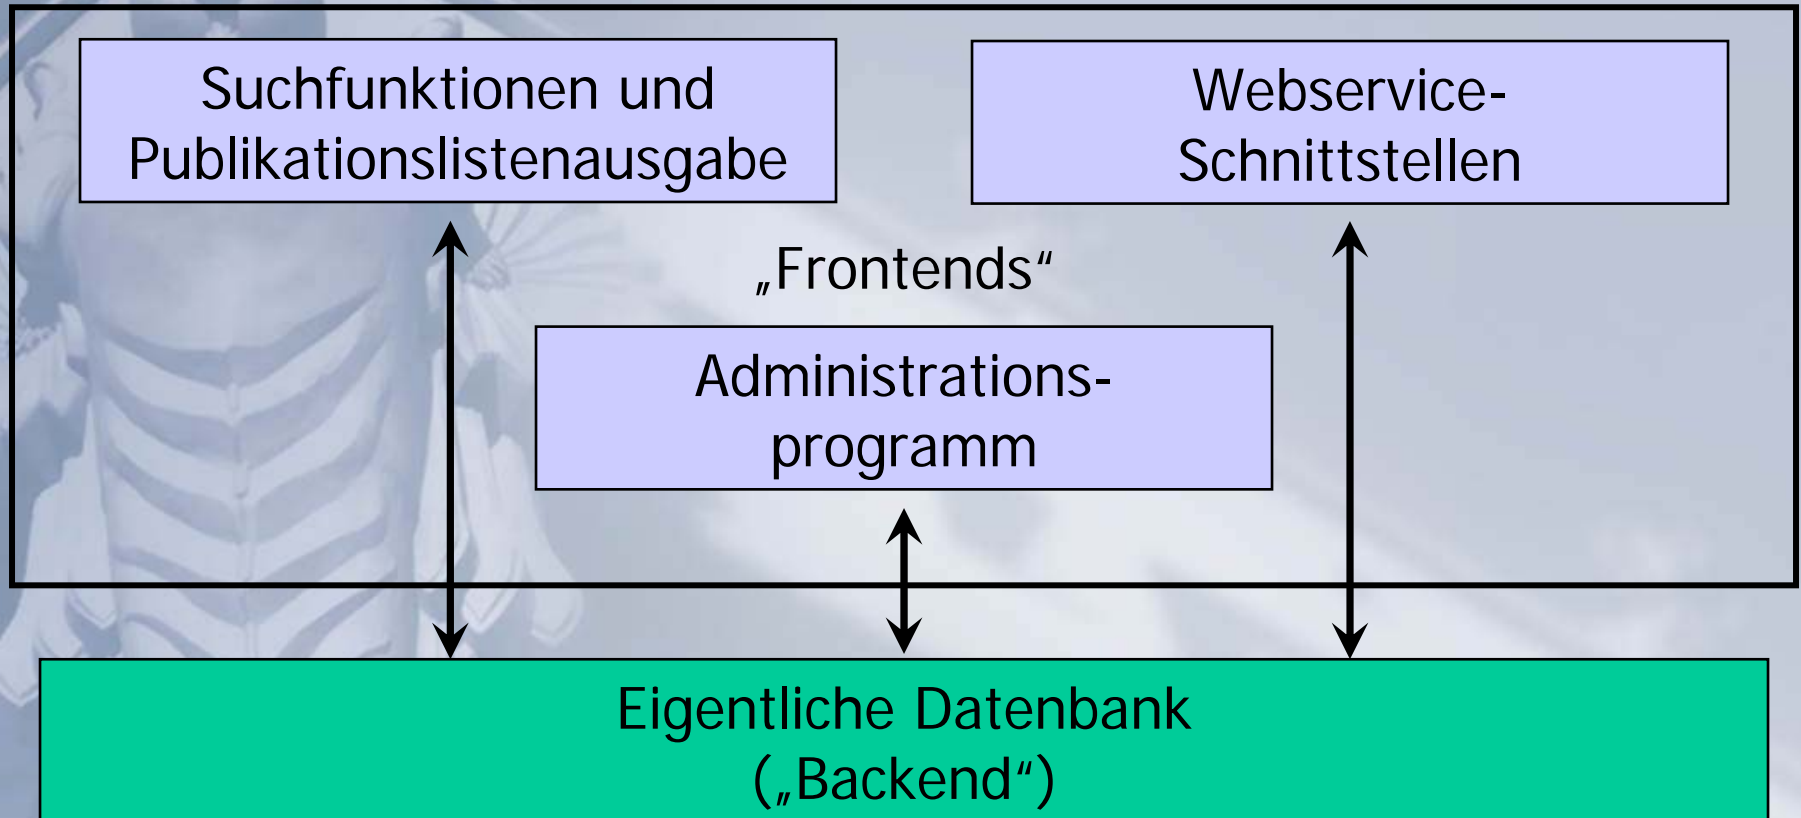 Suchfunktionen und
Publikationslistenausgabe
Webservice-
Schnittstellen
„Frontends“
Administrations-
programm
Eigentliche Datenbank
(„Backend“)